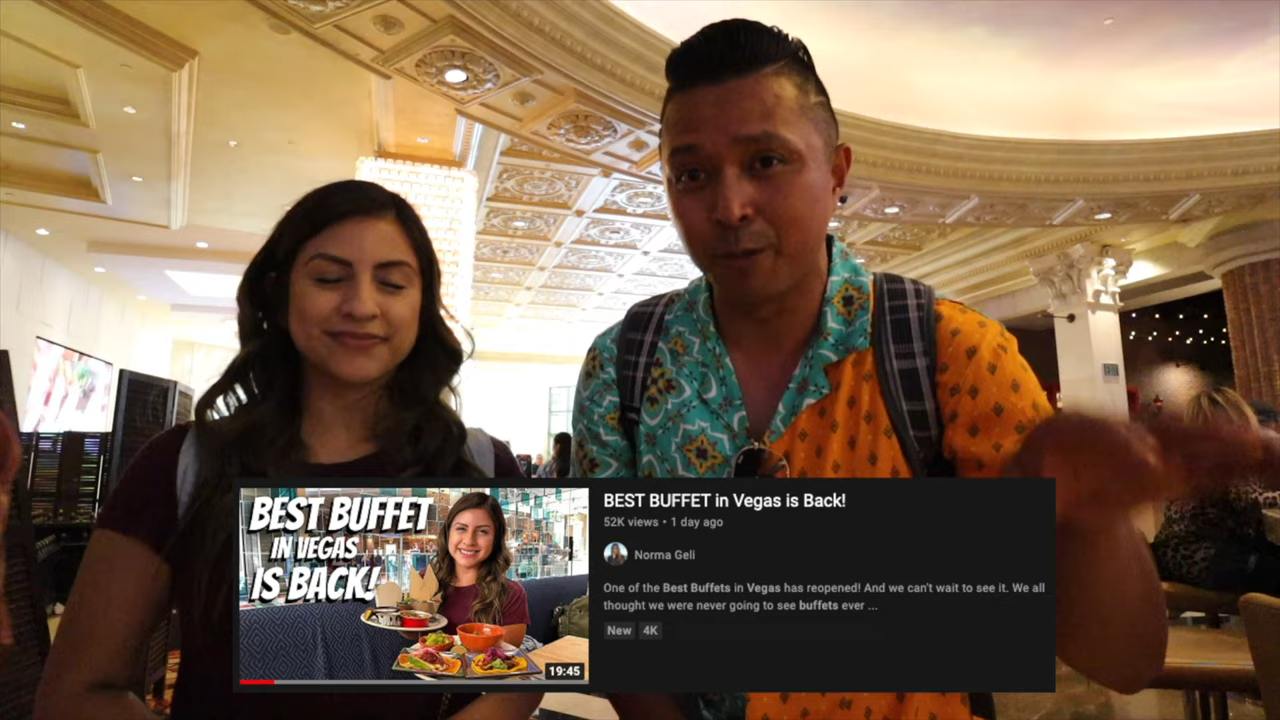 BEST BUFFET
IN VEGAS
IS BACK!
19:45
BEST BUFFET in Vegas is Back!
52K views • 1 day ago
Norma Geli
One of the Best Buffets in Vegas has reopened! And we can't wait to see it. We all
thought we were never going to see buffets ever ...
New 4K